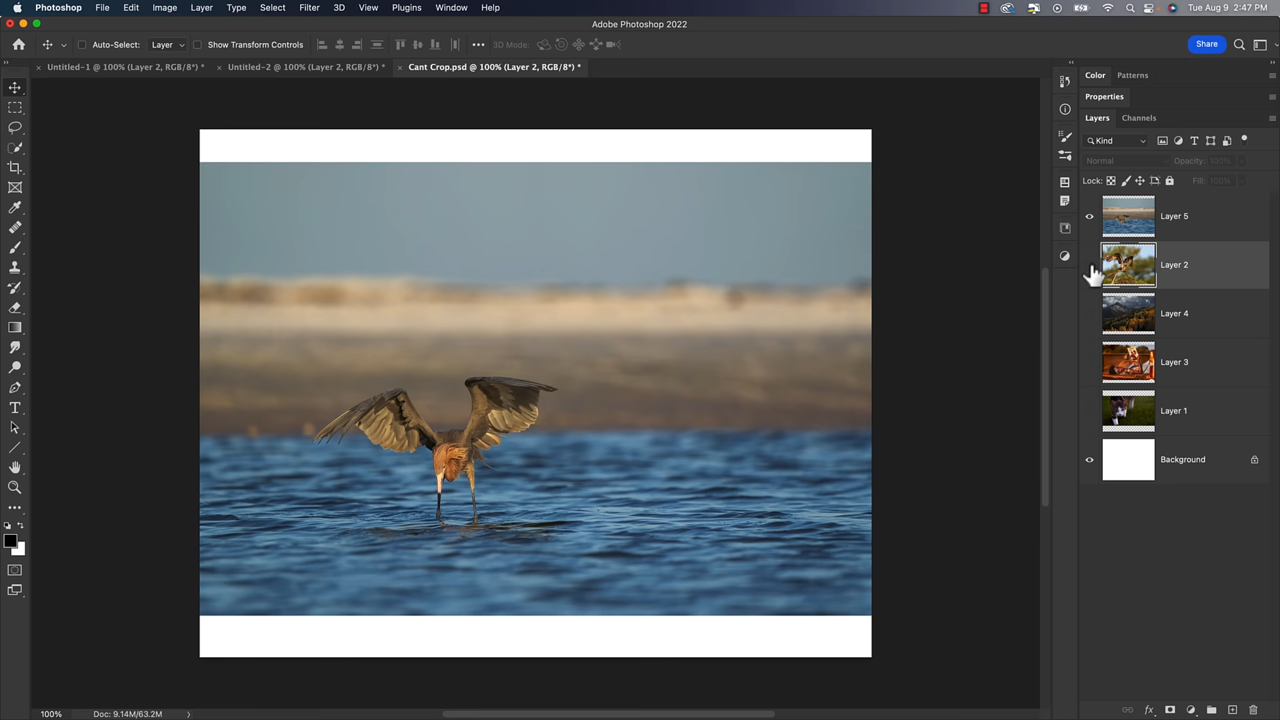 Photoshop File Edit Image Layer Type Select Filter 3D View Plugins Window Help Tue Aug 9 2:47 PM
Adobe Photoshop 2022
Auto-Select: Layer Show Transform Controls 3D Mode: Share
Untitled-1 @ 100% (Layer 2, RGB/8*) * Untitled-2 @ 100% (Layer 2, RGB/8*) * Cant Crop.psd @ 100% (Layer 2, RGB/8*) *
Color Patterns
Properties
Layers Channels
Kind
Normal Opacity: 100%
Lock: Fill: 100%
Layer 5
Layer 2
Layer 4
Layer 3
Layer 1
Background
100% Doc: 9.14M/63.2M